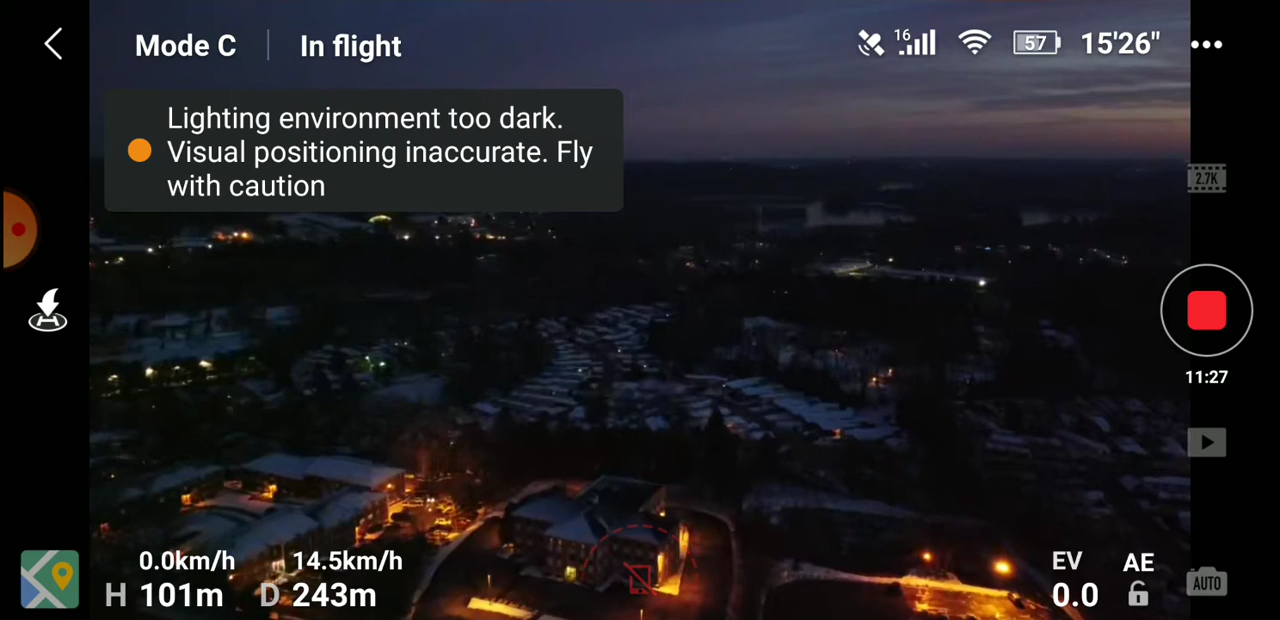 Mode C | In flight
16
57
15'26"
Lighting environment too dark.
Visual positioning inaccurate. Fly
with caution
2.7K
11:27
0.0km/h
14.5km/h
H 101m
D 243m
EV
0.0
AE
AUTO